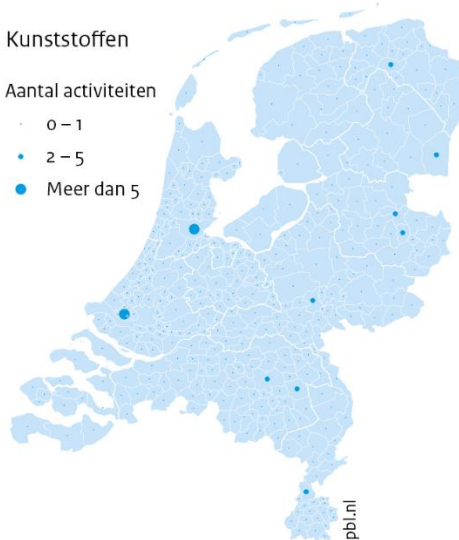 Kunststoffen
Aantal activiteiten
0 – 1
2 – 5
Meer dan 5
pbl.nl